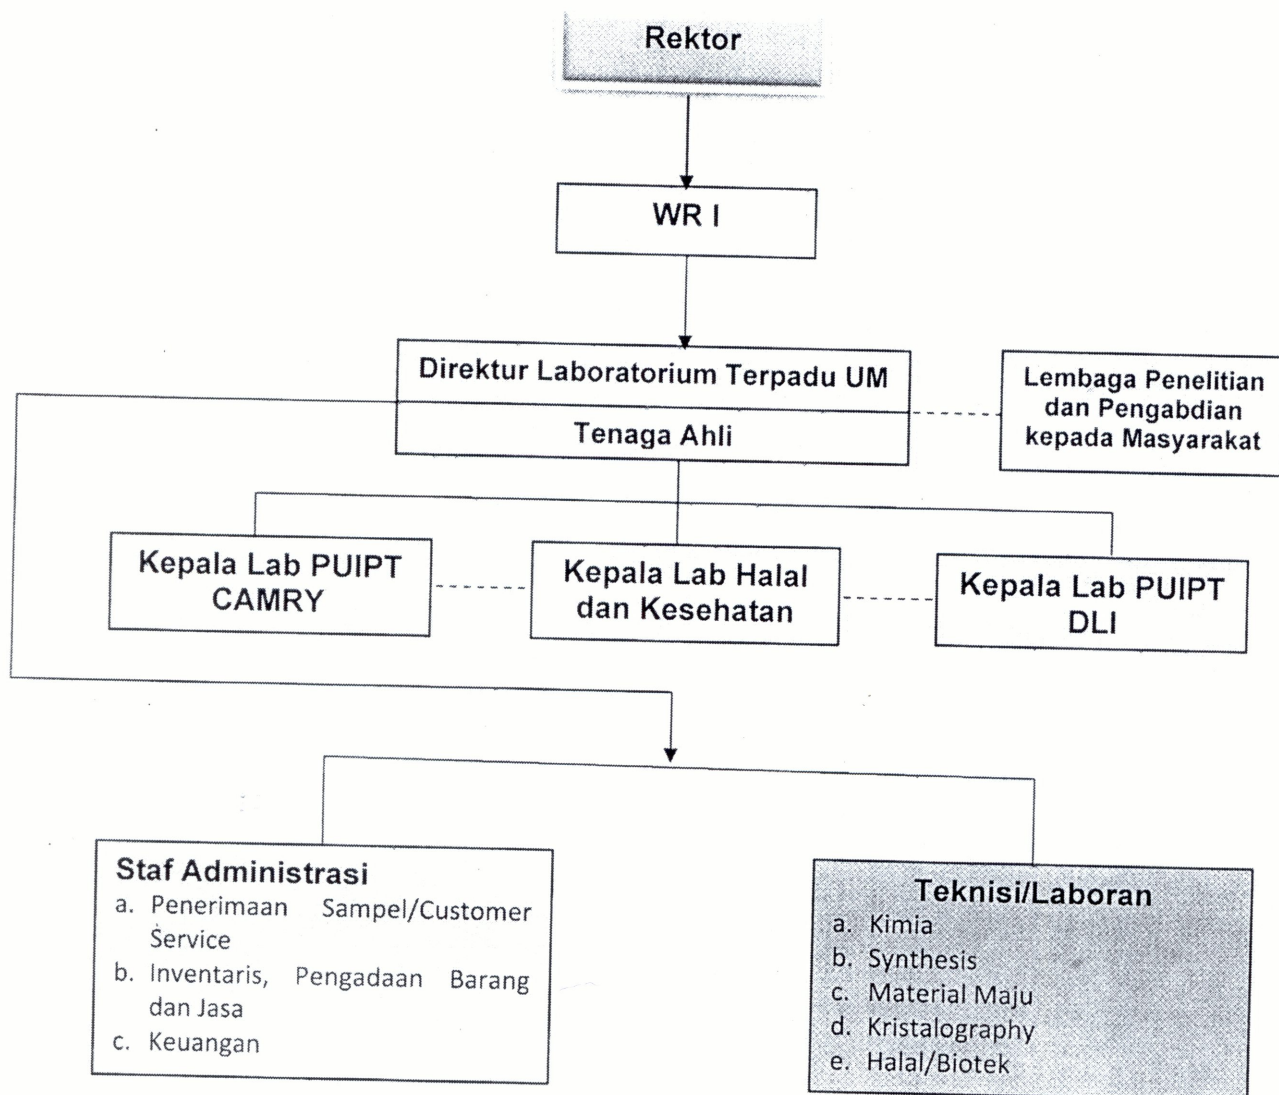 Rektor
WR I
Direktur Laboratorium Terpadu UM
Tenaga Ahli
Lembaga Penelitian
dan Pengabdian
kepada Masyarakat
Kepala Lab PUIPT
CAMRY
Kepala Lab Halal
dan Kesehatan
Kepala Lab PUIPT
DLI
Staf Administrasi
a. Penerimaan Sampel/Customer
Service
b. Inventaris, Pengadaan Barang
dan Jasa
c. Keuangan
Teknisi/Laboran
a. Kimia
b. Synthesis
c. Material Maju
d. Kristalography
e. Halal/Biotek